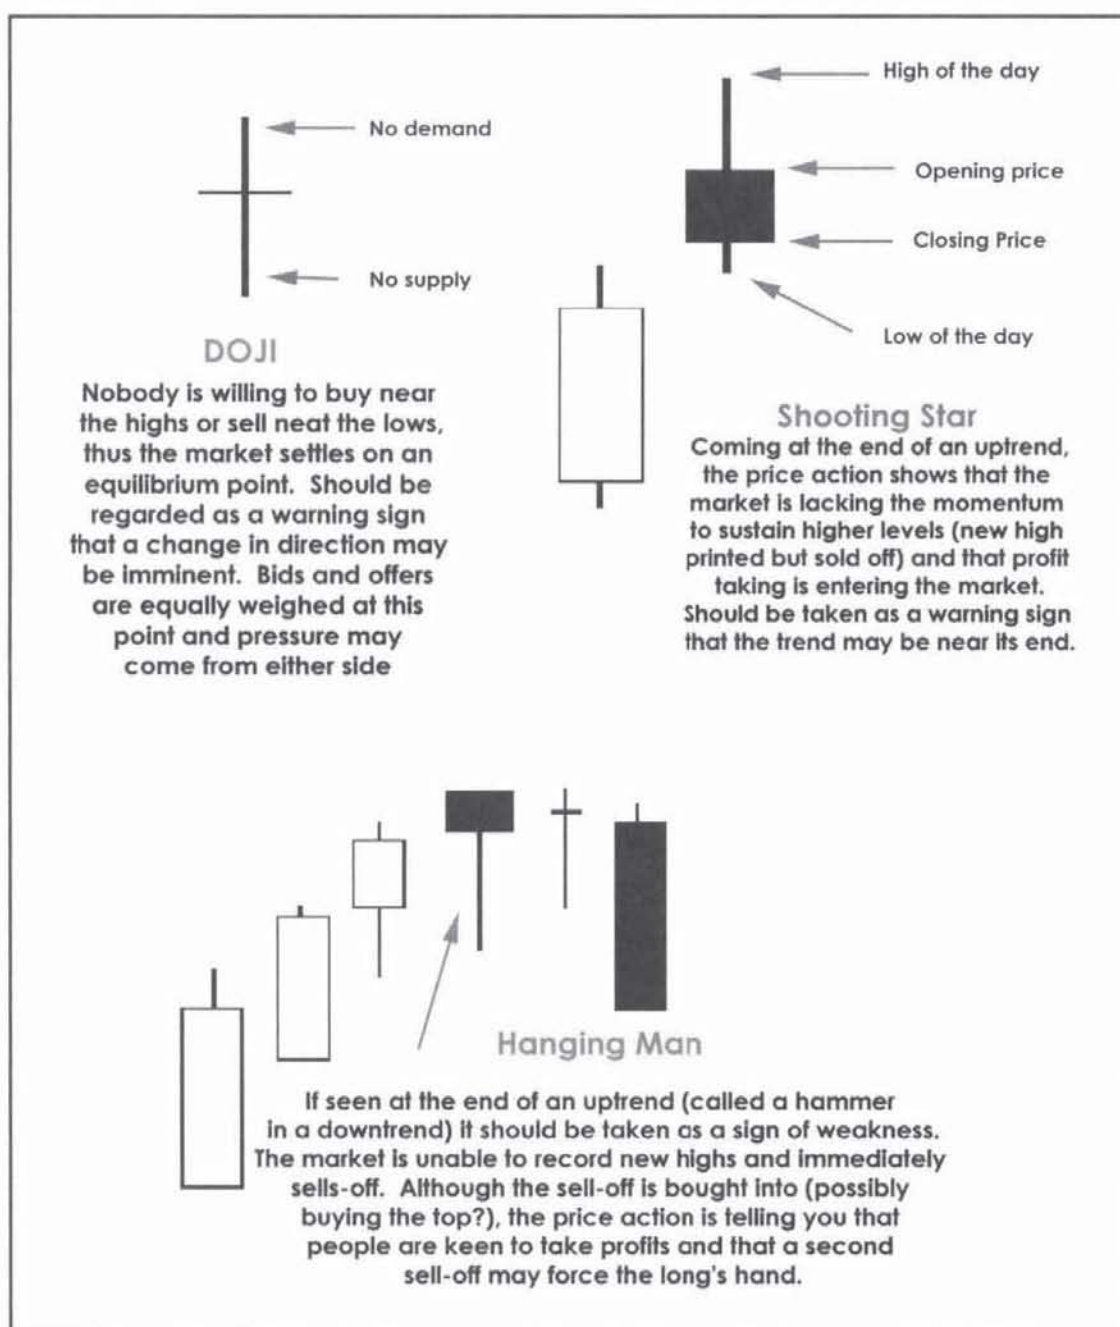 No demand
No supply
DOJI
Nobody is willing to buy near
the highs or sell neat the lows,
thus the market settles on an
equilibrium point. Should be
regarded as a warning sign
that a change in direction may
be imminent. Bids and offers
are equally weighed at this
point and pressure may
come from either side
High of the day
Opening price
Closing Price
Low of the day
Shooting Star
Coming at the end of an uptrend,
the price action shows that the
market is lacking the momentum
to sustain higher levels (new high
printed but sold off) and that profit
taking is entering the market.
Should be taken as a warning sign
that the trend may be near its end.
Hanging Man
If seen at the end of an uptrend (called a hammer
in a downtrend) it should be taken as a sign of weakness.
The market is unable to record new highs and immediately
sells-off. Although the sell-off is bought into (possibly
buying the top?), the price action is telling you that
people are keen to take profits and that a second
sell-off may force the long's hand.